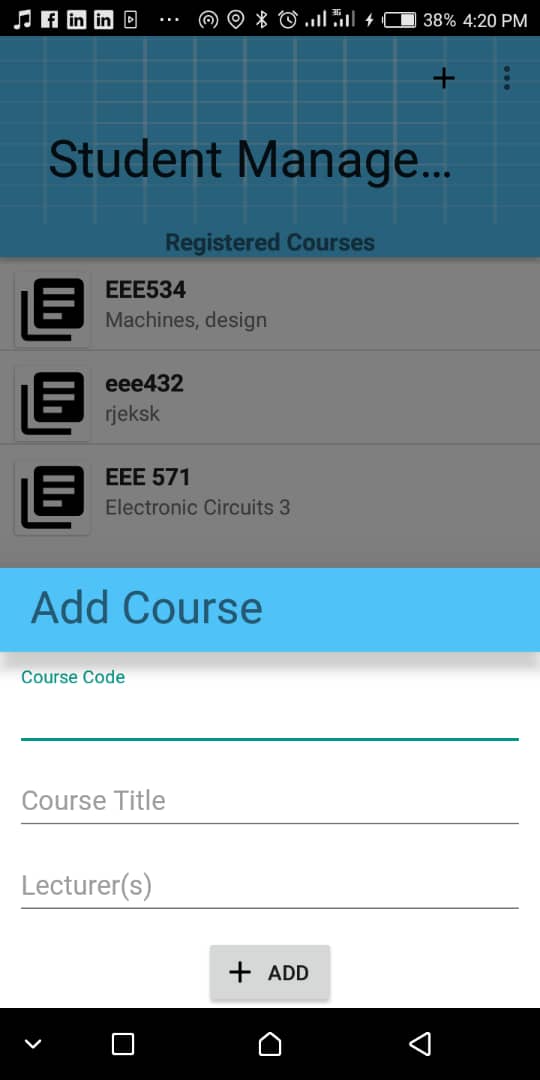 38% 4:20 PM
Student Manage...
Registered Courses
EEE534
Machines, design
eee432
rjeksk
EEE 571
Electronic Circuits 3
Add Course
Course Code
Course Title
Lecturer(s)
+ ADD